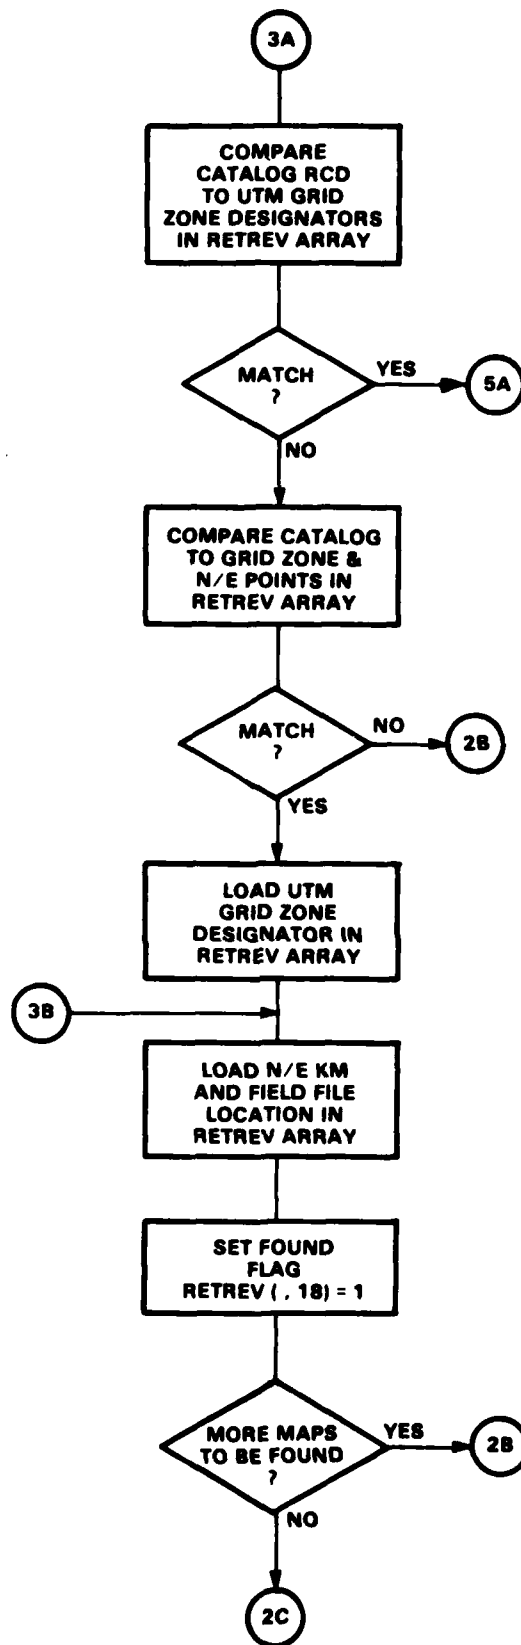 3A
COMPARE
CATALOG RCD
TO UTM GRID
ZONE DESIGNATORS
IN RETREV ARRAY
MATCH
?
YES
5A
NO
COMPARE CATALOG
TO GRID ZONE &
N/E POINTS IN
RETREV ARRAY
MATCH
?
NO
2B
YES
LOAD UTM
GRID ZONE
DESIGNATOR IN
RETREV ARRAY
3B
LOAD N/E KM
AND FIELD FILE
LOCATION IN
RETREV ARRAY
SET FOUND
FLAG
RETREV ( , 18) = 1
MORE MAPS
TO BE FOUND
?
YES
2B
NO
2C